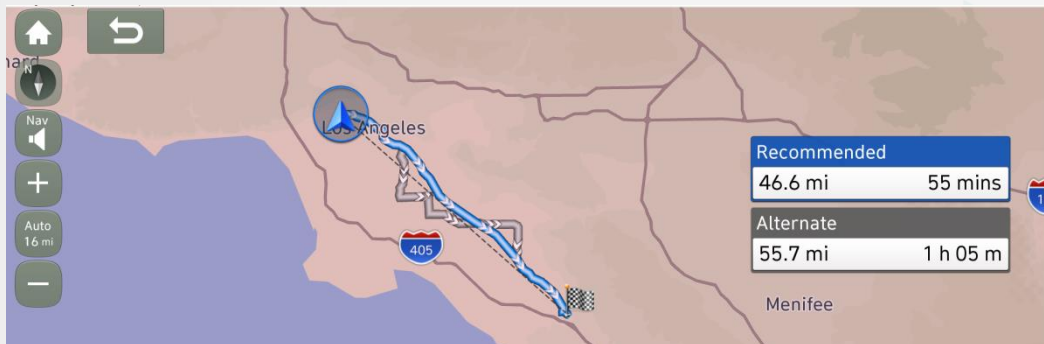 nard
N
Nav
Auto
16 mi
Los Angeles
405
Recommended
46.6 mi 55 mins
Alternate
55.7 mi 1 h 05 m
Menifee